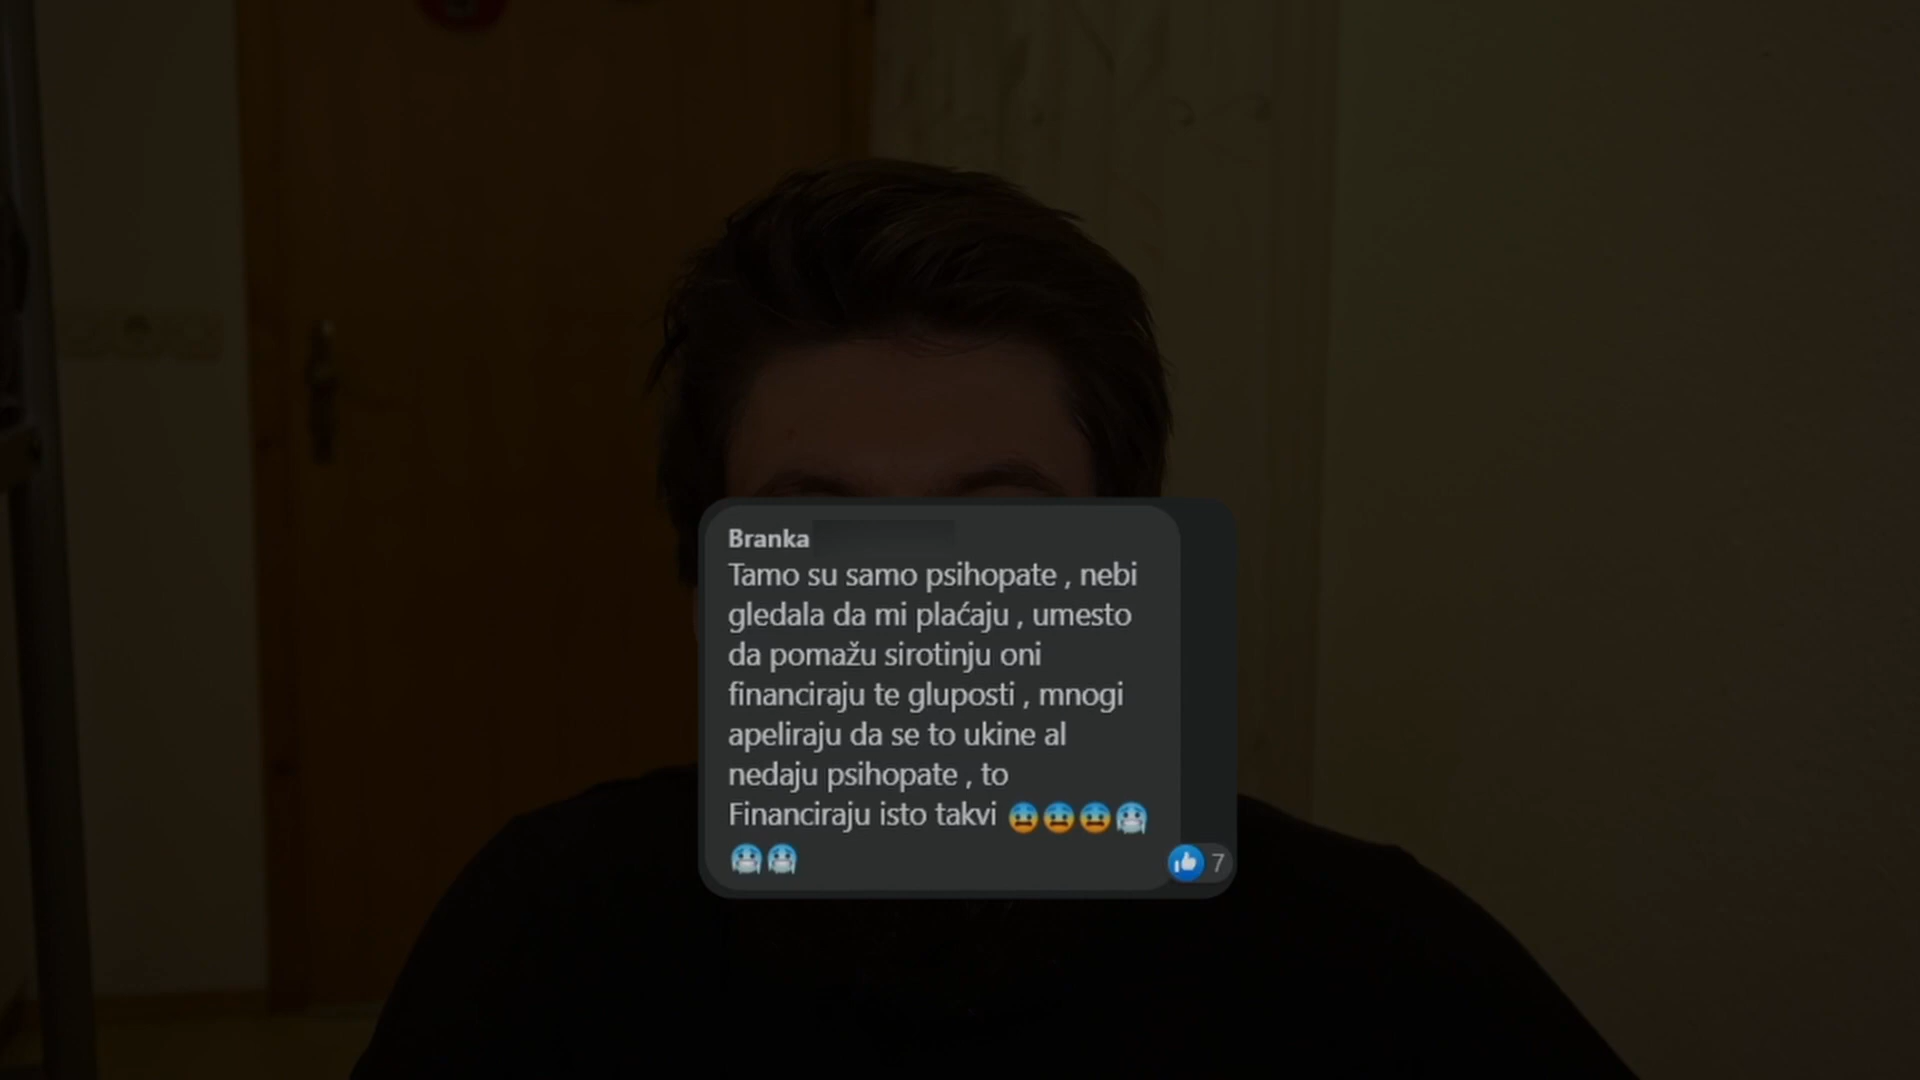 Branka
Tamo su samo psihopate , nebi
gledala da mi plaćaju , umesto
da pomažu sirotinju oni
financiraju te gluposti , mnogi
apeliraju da se to ukine al
nedaju psihopate , to
Financiraju isto takvi 😨😨😨🥶
🥶🥶
7